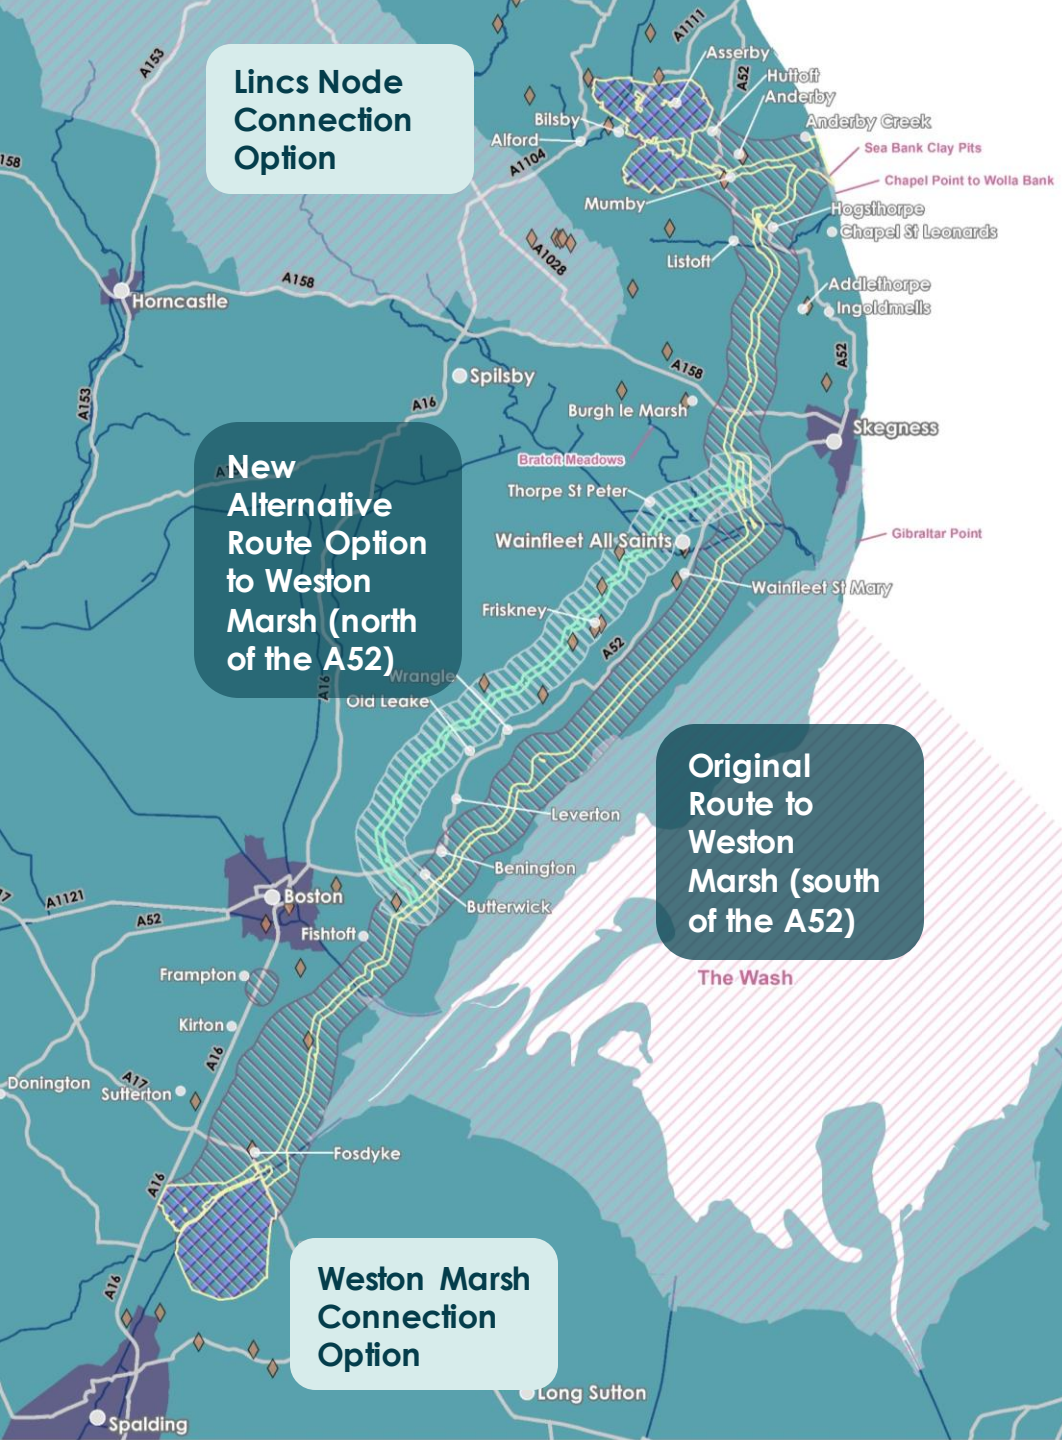 A153
A1111
Asserby
A52
Huttoft
Anderby
Lincs Node
Connection
Option
Bilsby
Alford
Anderby Creek
Sea Bank Clay Pits
158
A1104
Chapel Point to Wolla Bank
Mumby
Hogsthorpe
Chapel St Leonards
A1028
Listoft
A158
Addlethorpe
Horncastle
Ingoldmells
A52
A158
Spilsby
A153
A16
Burgh le Marsh
Skegness
Bratoft Meadows
New
Alternative
Route Option
to Weston
Marsh (north
of the A52)
Thorpe St Peter
Gibraltar Point
Wainfleet All Saints
Wainfleet St Mary
Friskney
A52
Wrangle
A16
Old Leake
Original
Route to
Weston
Marsh (south
of the A52)
Leverton
Benington
17
A1121
Boston
Butterwick
A52
Fishtoft
Frampton
The Wash
Kirton
A16
Donington
A17
Sutterton
Fosdyke
A16
A16
Weston Marsh
Connection
Option
Long Sutton
Spalding